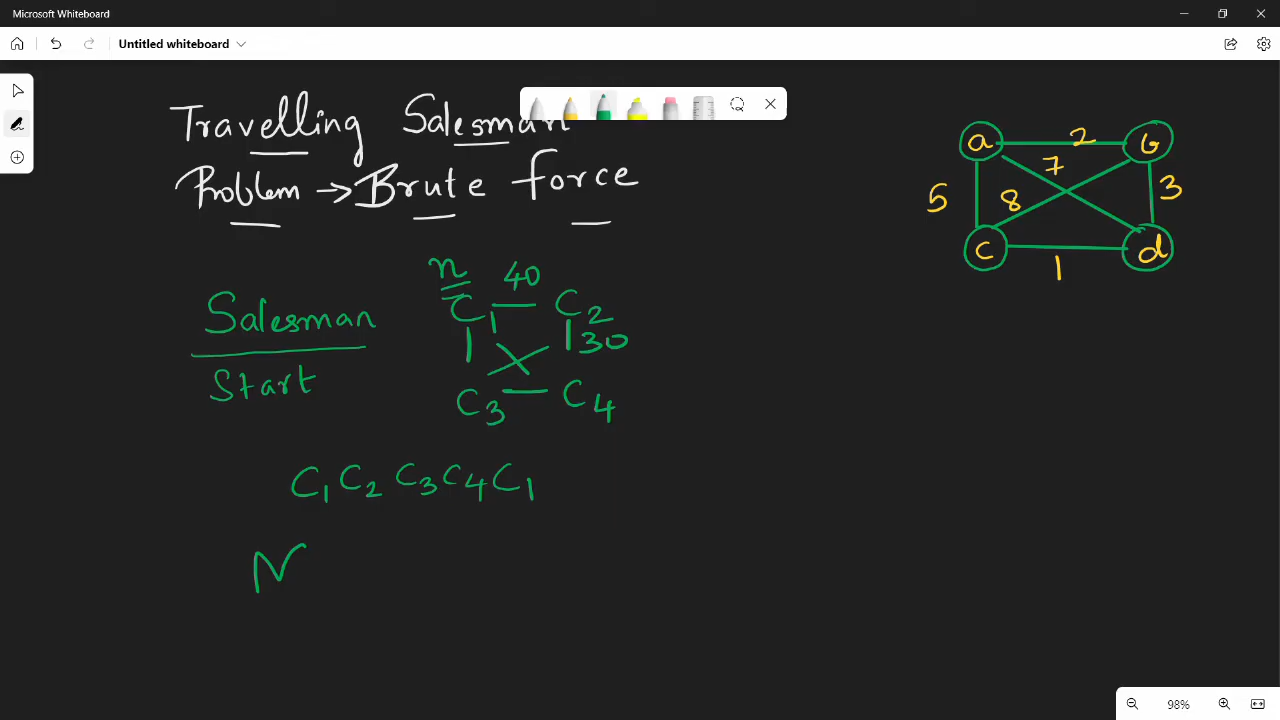 Microsoft Whiteboard
Untitled whiteboard
Travelling Salesman
Problem → Brute force
n 40
Salesman C1 C2
30
Start C3 C4
C1 C2 C3 C4 C1
N
a 2 b
7
5 8 3
c d
1
98%